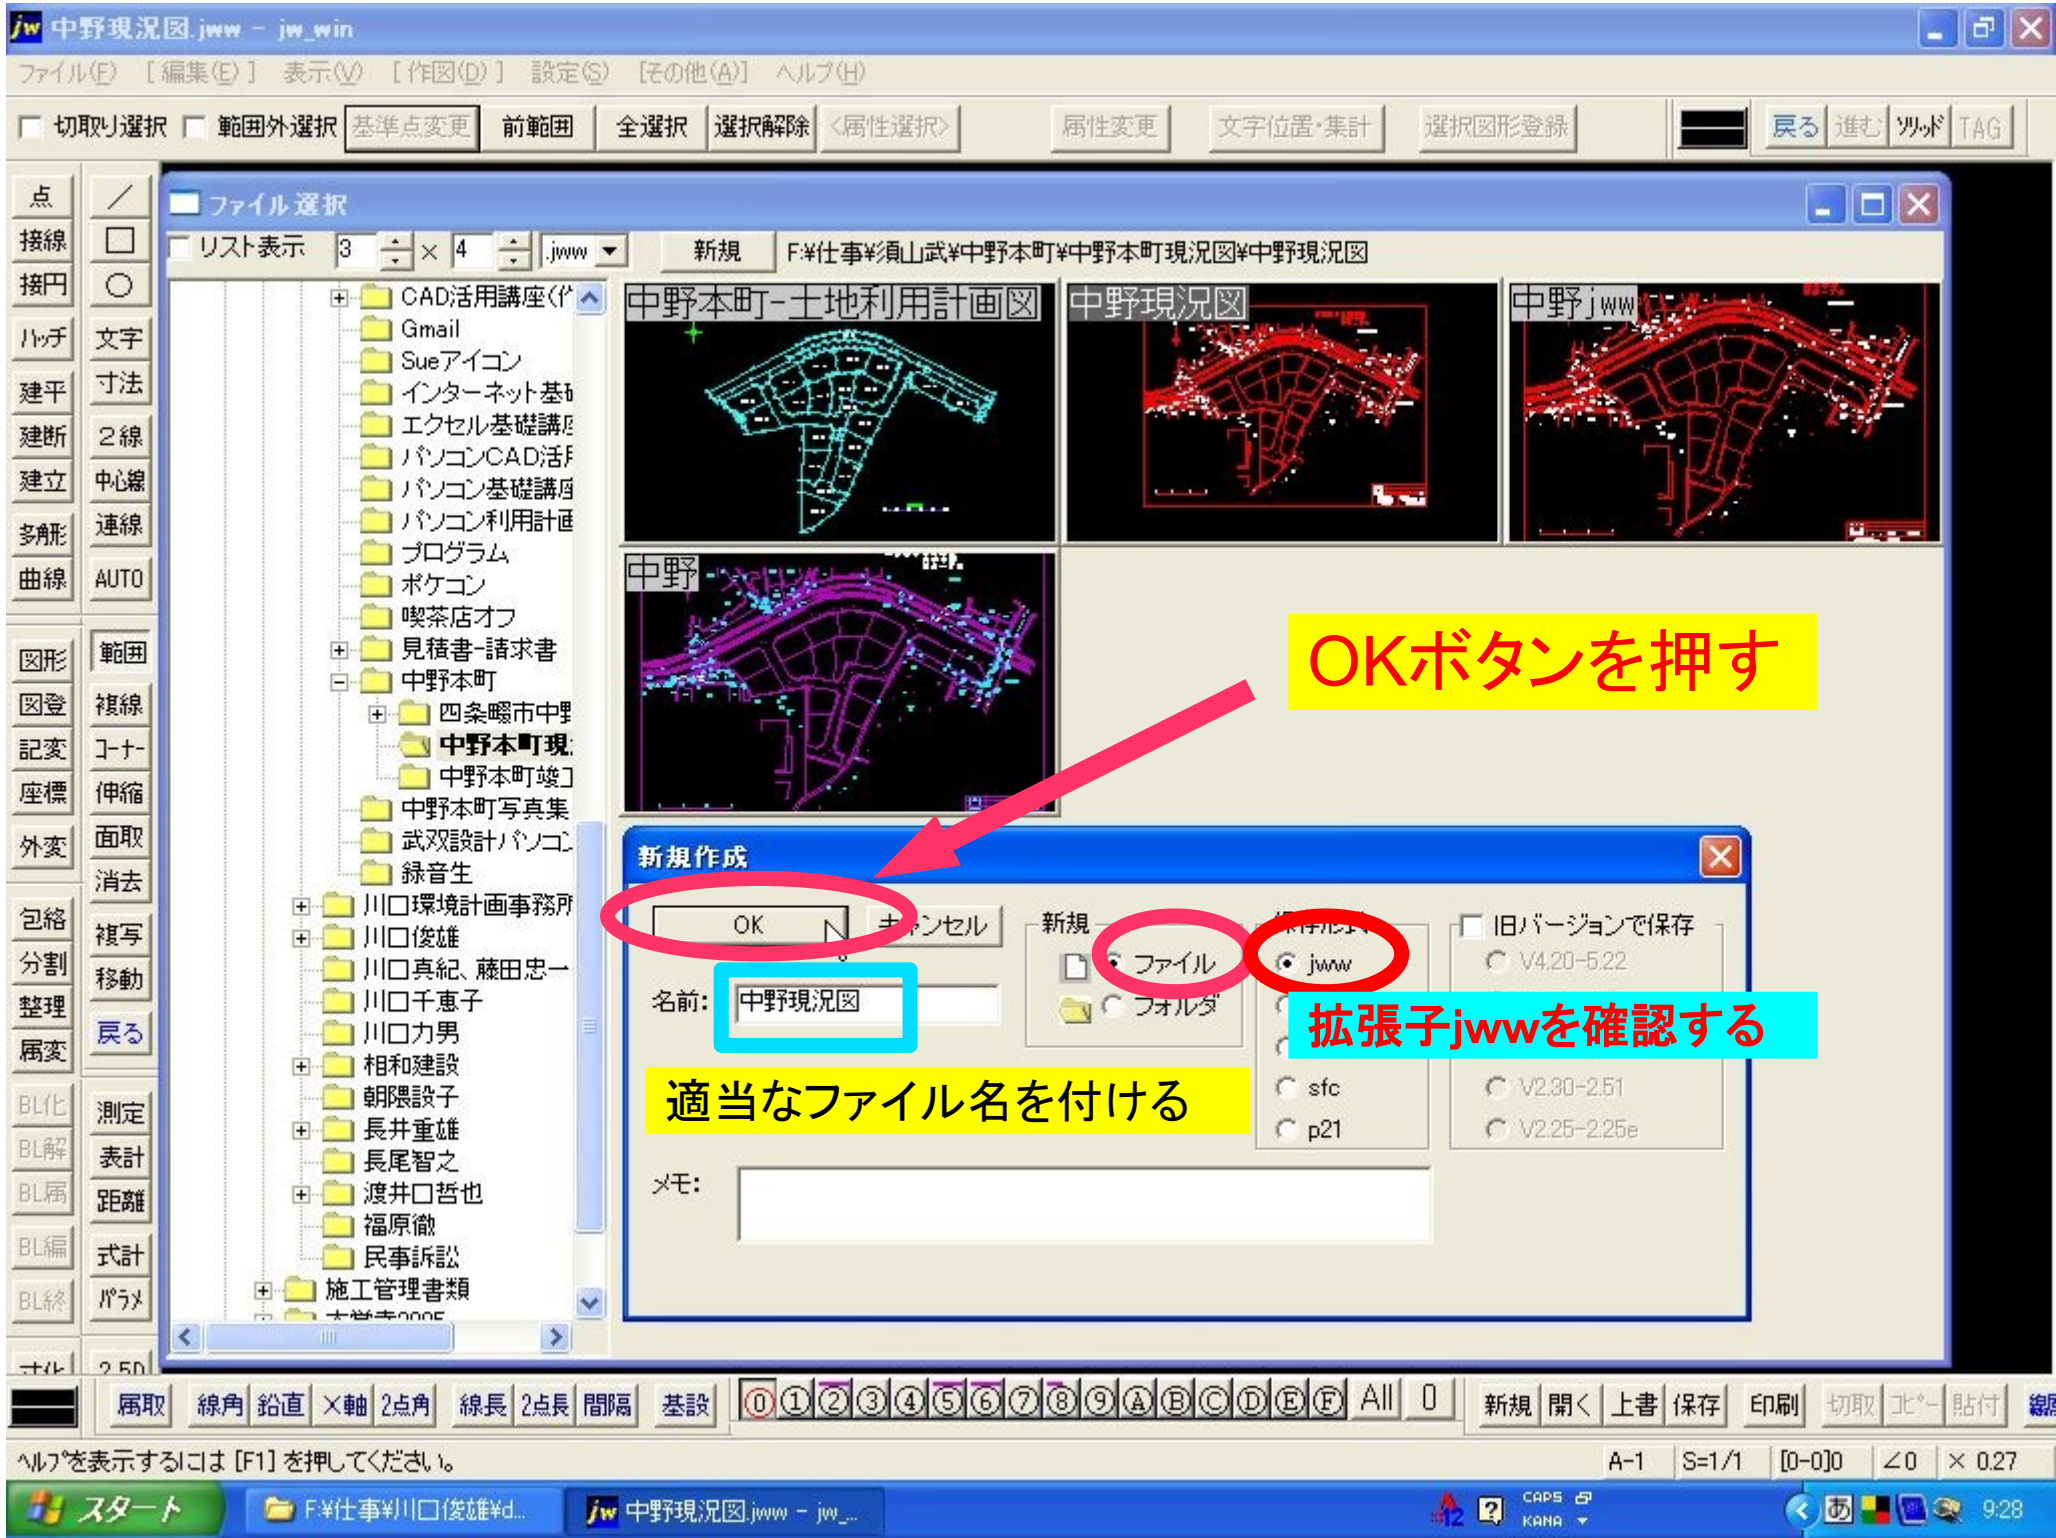 中野現況図.jww - jw_win
ファイル(F) [編集(E)] 表示(V) [作図(D)] 設定(S) [その他(A)] ヘルプ(H)
切取り選択 範囲外選択 基準点変更 前範囲 全選択 選択解除 <属性選択> 属性変更 文字位置・集計 選択図形登録 戻る 進む ソリッド TAG
点 ／
接線 □
接円 ○
ハッチ 文字
建平 寸法
建断 2線
建立 中心線
多角形 連線
曲線 AUTO
図形 範囲
図登 複線
記変 コーナー
座標 伸縮
外変 面取
消去
包絡 複写
分割 移動
整理 戻る
属変
BL化 測定
BL解 表計
BL属 距離
BL編 式計
BL終 パラメ
寸化 2.5D
ファイル選択
リスト表示 3 × 4 .jww 新規 F:¥仕事¥須山武¥中野本町¥中野本町現況図¥中野現況図
CAD活用講座(作
Gmail
Sueアイコン
インターネット基礎
エクセル基礎講座
パソコンCAD活用
パソコン基礎講座
パソコン利用計画
プログラム
ポケコン
喫茶店オフ
見積書-請求書
中野本町
四条畷市中野
中野本町現況
中野本町竣工
中野本町写真集
武双設計パソコン
録音生
川口環境計画事務所
川口俊雄
川口真紀、藤田忠一
川口千恵子
川口力男
相和建設
朝隈設子
長井重雄
長尾智之
渡井口哲也
福原徹
民事訴訟
施工管理書類
中野本町-土地利用計画図
中野現況図
中野jww
中野
OKボタンを押す
新規作成
OK キャンセル
名前: 中野現況図
適当なファイル名を付ける
メモ:
新規
ファイル
フォルダ
保存形式
jww
拡張子jwwを確認する
sfc
p21
旧バージョンで保存
V4.20-5.22
V2.30-2.51
V2.25-2.25e
属取 線角 鉛直 ×軸 2点角 線長 2点長 間隔 基設 ⓪ ① ② ③ ④ ⑤ ⑥ ⑦ ⑧ ⑨ Ⓐ Ⓑ Ⓒ Ⓓ Ⓔ Ⓕ All 0 新規 開く 上書 保存 印刷 切取 コピー 貼付
ヘルプを表示するには [F1] を押してください。 A-1 S=1/1 [0-0]0 ∠0 × 0.27
スタート F:¥仕事¥川口俊雄¥d... 中野現況図.jww - jw_... A12 ? CAPS KANA あ 9:28